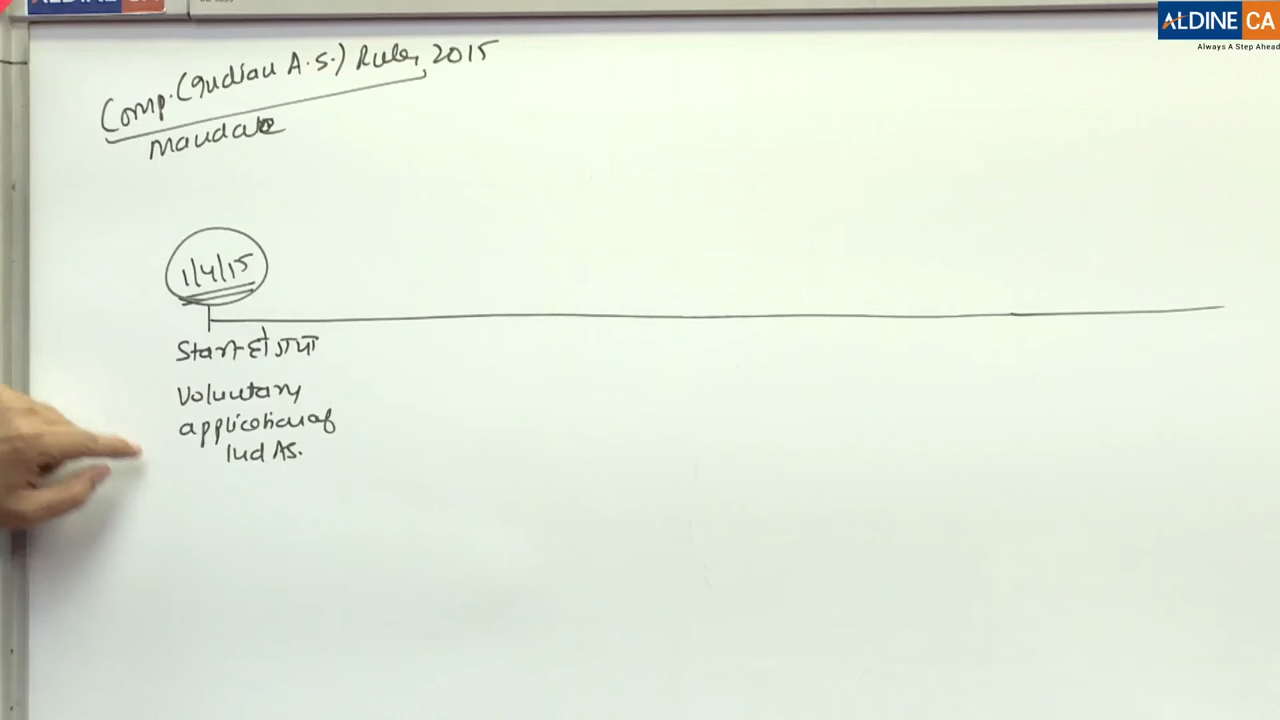 ALDINE CA
Always A Step Ahead
Comp. (Indian A.S.) Rules, 2015
Mandate
1/4/15
Start हो गया
Voluntary
application of
Ind AS.